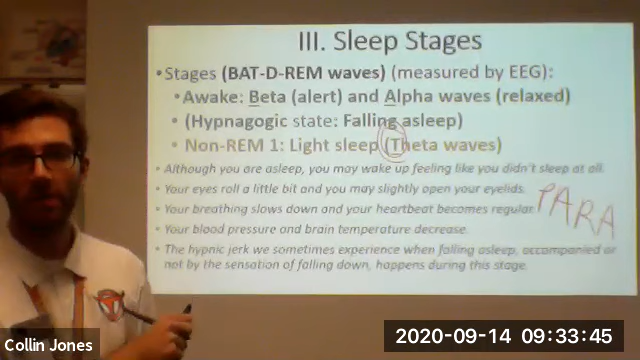 III. Sleep Stages
•Stages (BAT-D-REM waves) (measured by EEG):
•Awake: Beta (alert) and Alpha waves (relaxed)
•(Hypnagogic state: Falling asleep)
•Non-REM 1: Light sleep (Theta waves)
• Although you are asleep, you may wake up feeling like you didn't sleep at all.
• Your eyes roll a little bit and you may slightly open your eyelids.
• Your breathing slows down and your heartbeat becomes regular.
PARA
• Your blood pressure and brain temperature decrease.
• The hypnic jerk we sometimes experience when falling asleep, accompanied or
not by the sensation of falling down, happens during this stage.
Collin Jones
2020-09-14 09:33:45